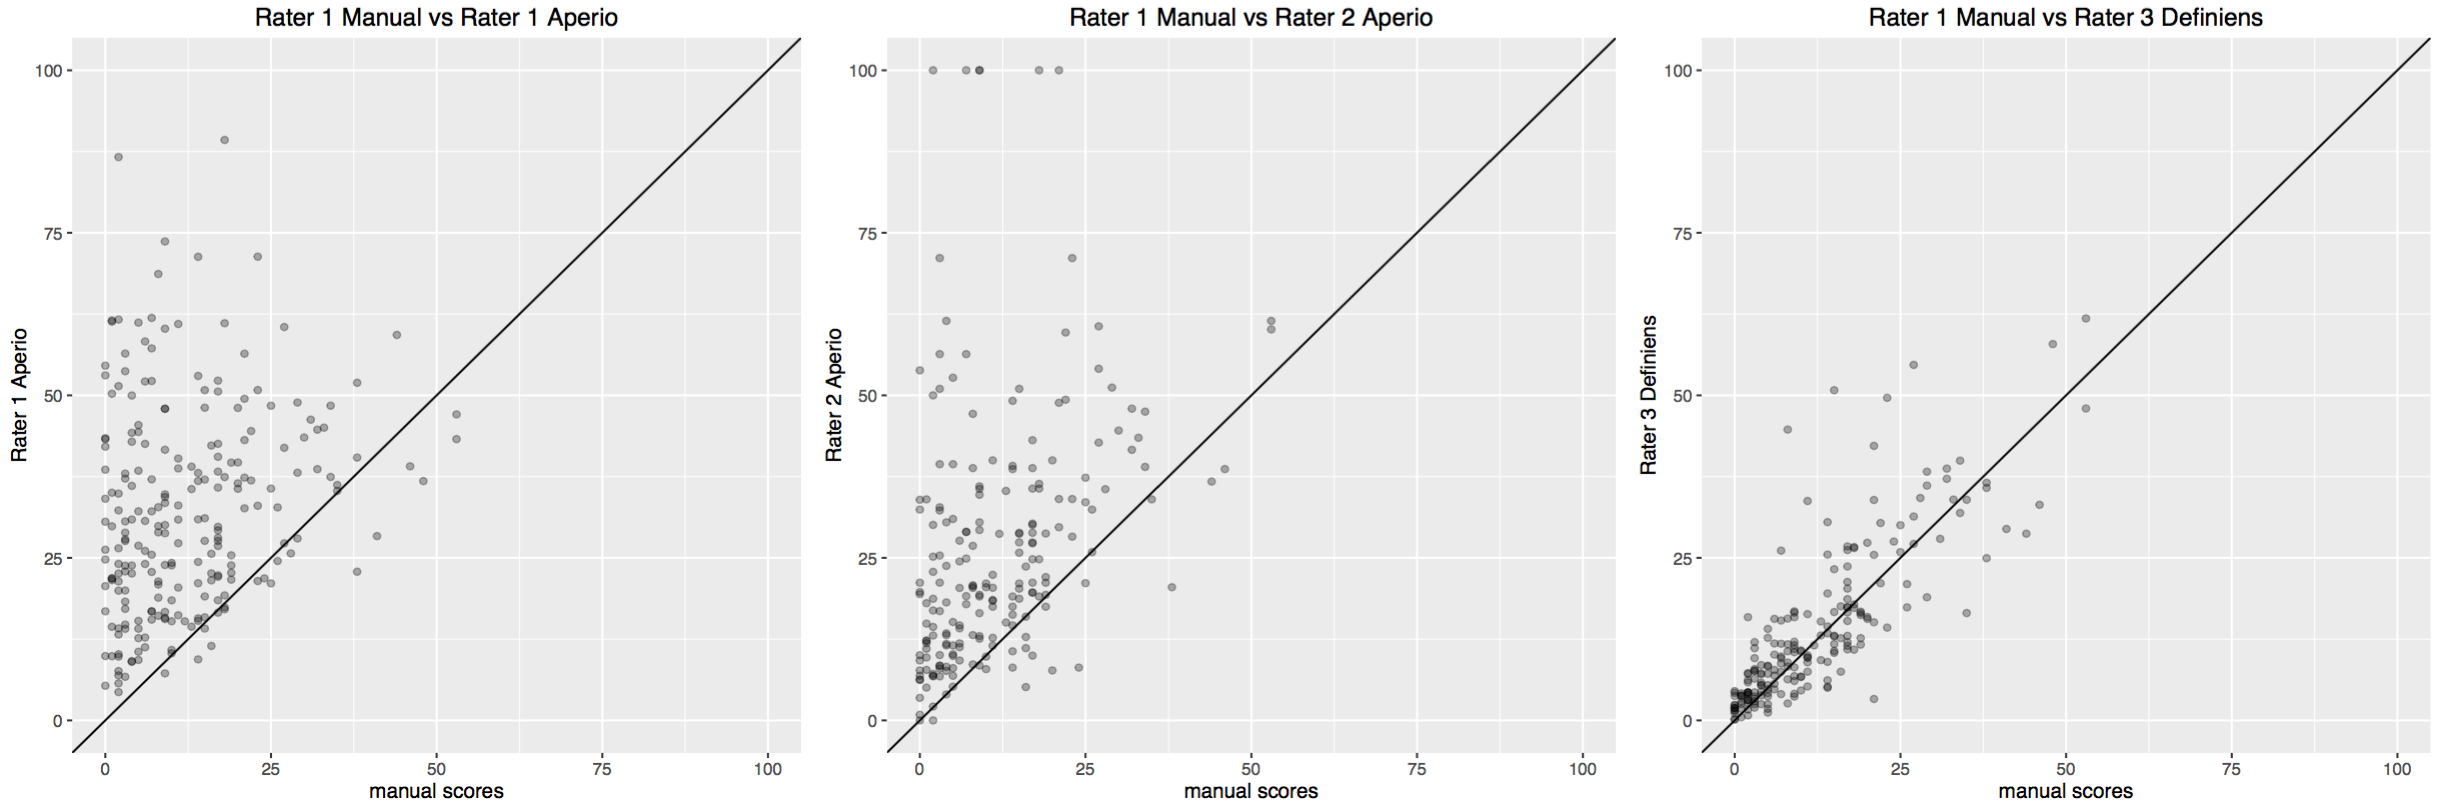 Rater 1 Manual vs Rater 1 Aperio
Rater 1 Aperio
100
75
50
25
0
0 25 50 75 100
manual scores
Rater 1 Manual vs Rater 2 Aperio
Rater 2 Aperio
100
75
50
25
0
0 25 50 75 100
manual scores
Rater 1 Manual vs Rater 3 Definiens
Rater 3 Definiens
100
75
50
25
0
0 25 50 75 100
manual scores